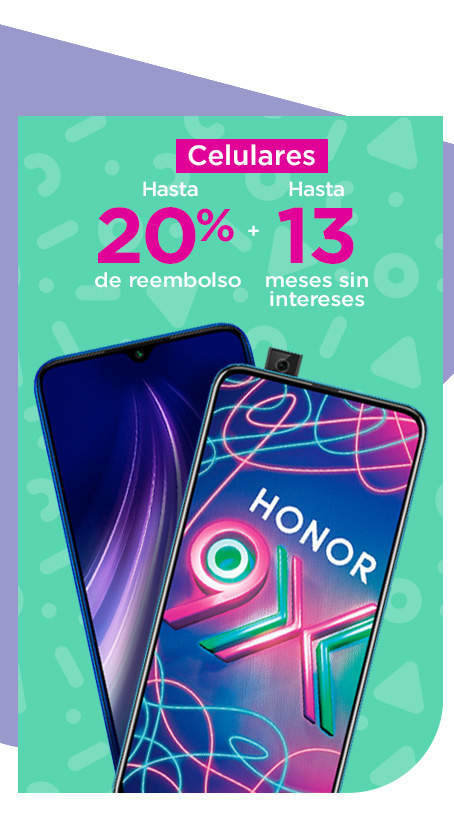 Celulares
Hasta
20%
de reembolso
+
Hasta
13
meses sin
intereses
HONOR
9X